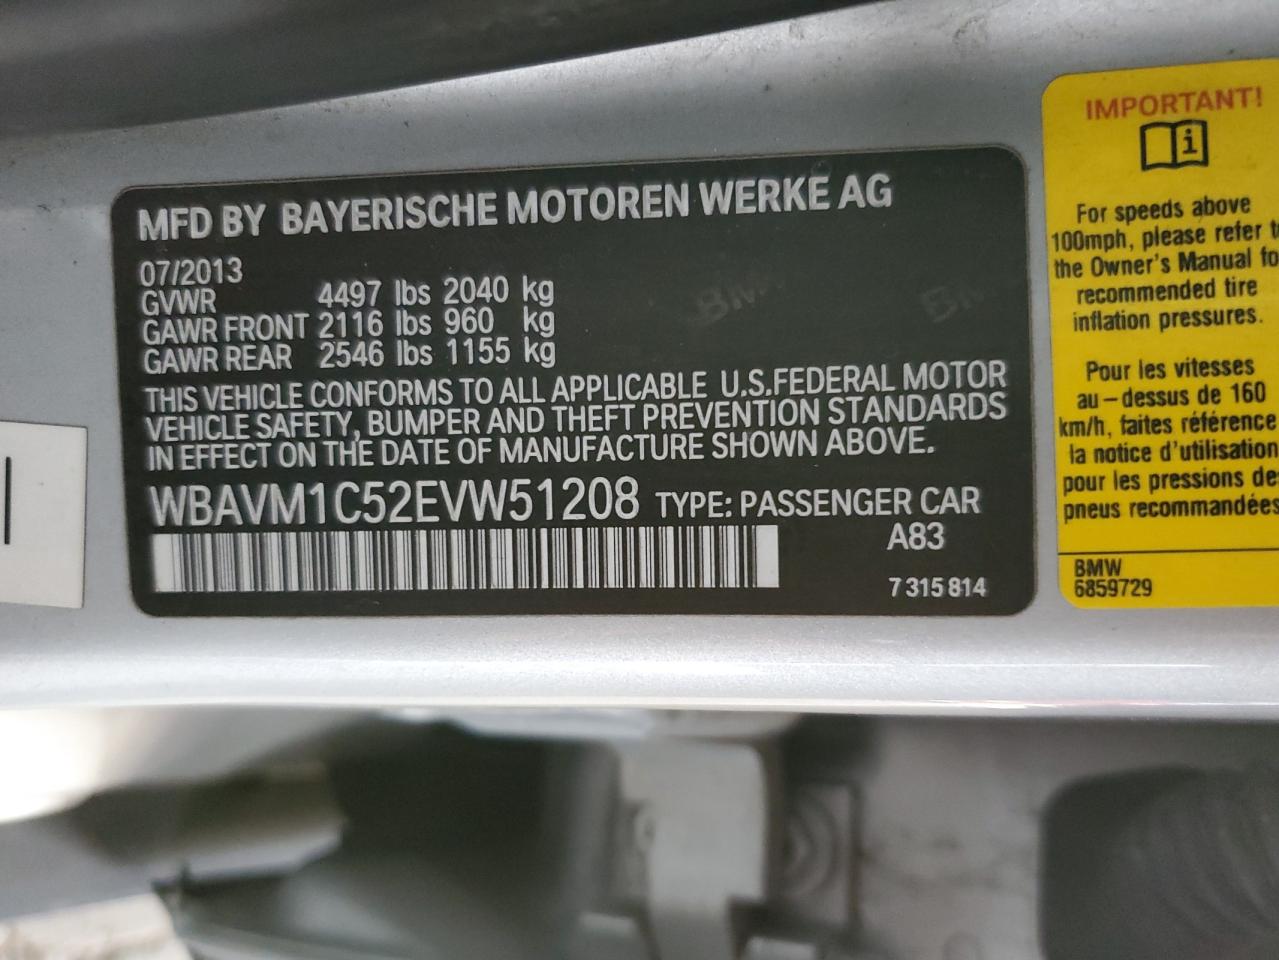 MFD BY BAYERISCHE MOTOREN WERKE AG
07/2013
GVWR 4497 lbs 2040 kg
GAWR FRONT 2116 lbs 960 kg
GAWR REAR 2546 lbs 1155 kg
THIS VEHICLE CONFORMS TO ALL APPLICABLE U.S.FEDERAL MOTOR
VEHICLE SAFETY, BUMPER AND THEFT PREVENTION STANDARDS
IN EFFECT ON THE DATE OF MANUFACTURE SHOWN ABOVE.
WBAVM1C52EVW51208 TYPE: PASSENGER CAR
A83
7 315 814
IMPORTANT!
i
For speeds above
100mph, please refer
the Owner's Manual
recommended tire
inflation pressures.
Pour les vitesses
au-dessus de 160
km/h, faites référence
la notice d'utilisation
pour les pressions
pneus recommandées
BMW
6859729